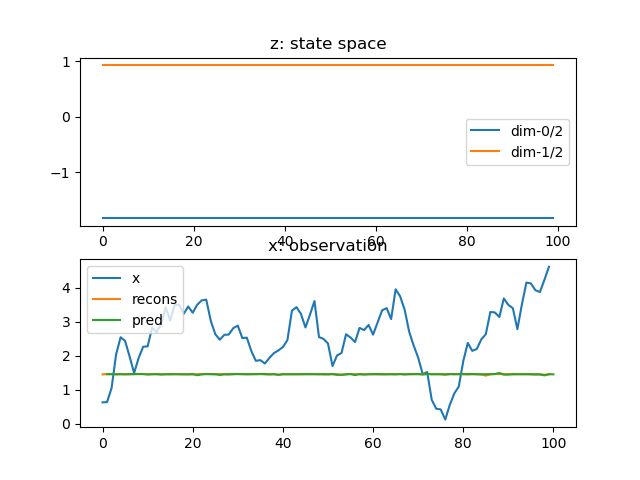 z: state space
1
0
−1
dim-0/2
dim-1/2
0 20 40 60 80 100
x: observation
4
3
2
1
0
x
recons
pred
0 20 40 60 80 100